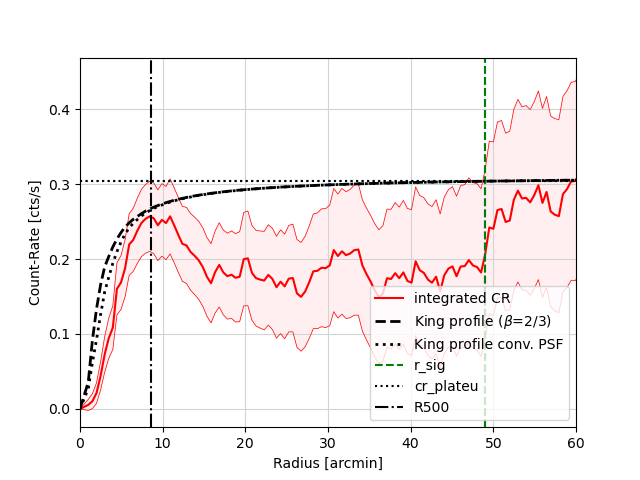 0.4
0.3
0.2
0.1
0.0
Count-Rate [cts/s]
integrated CR
King profile (β=2/3)
King profile conv. PSF
r_sig
cr_plateu
R500
0 10 20 30 40 50 60
Radius [arcmin]